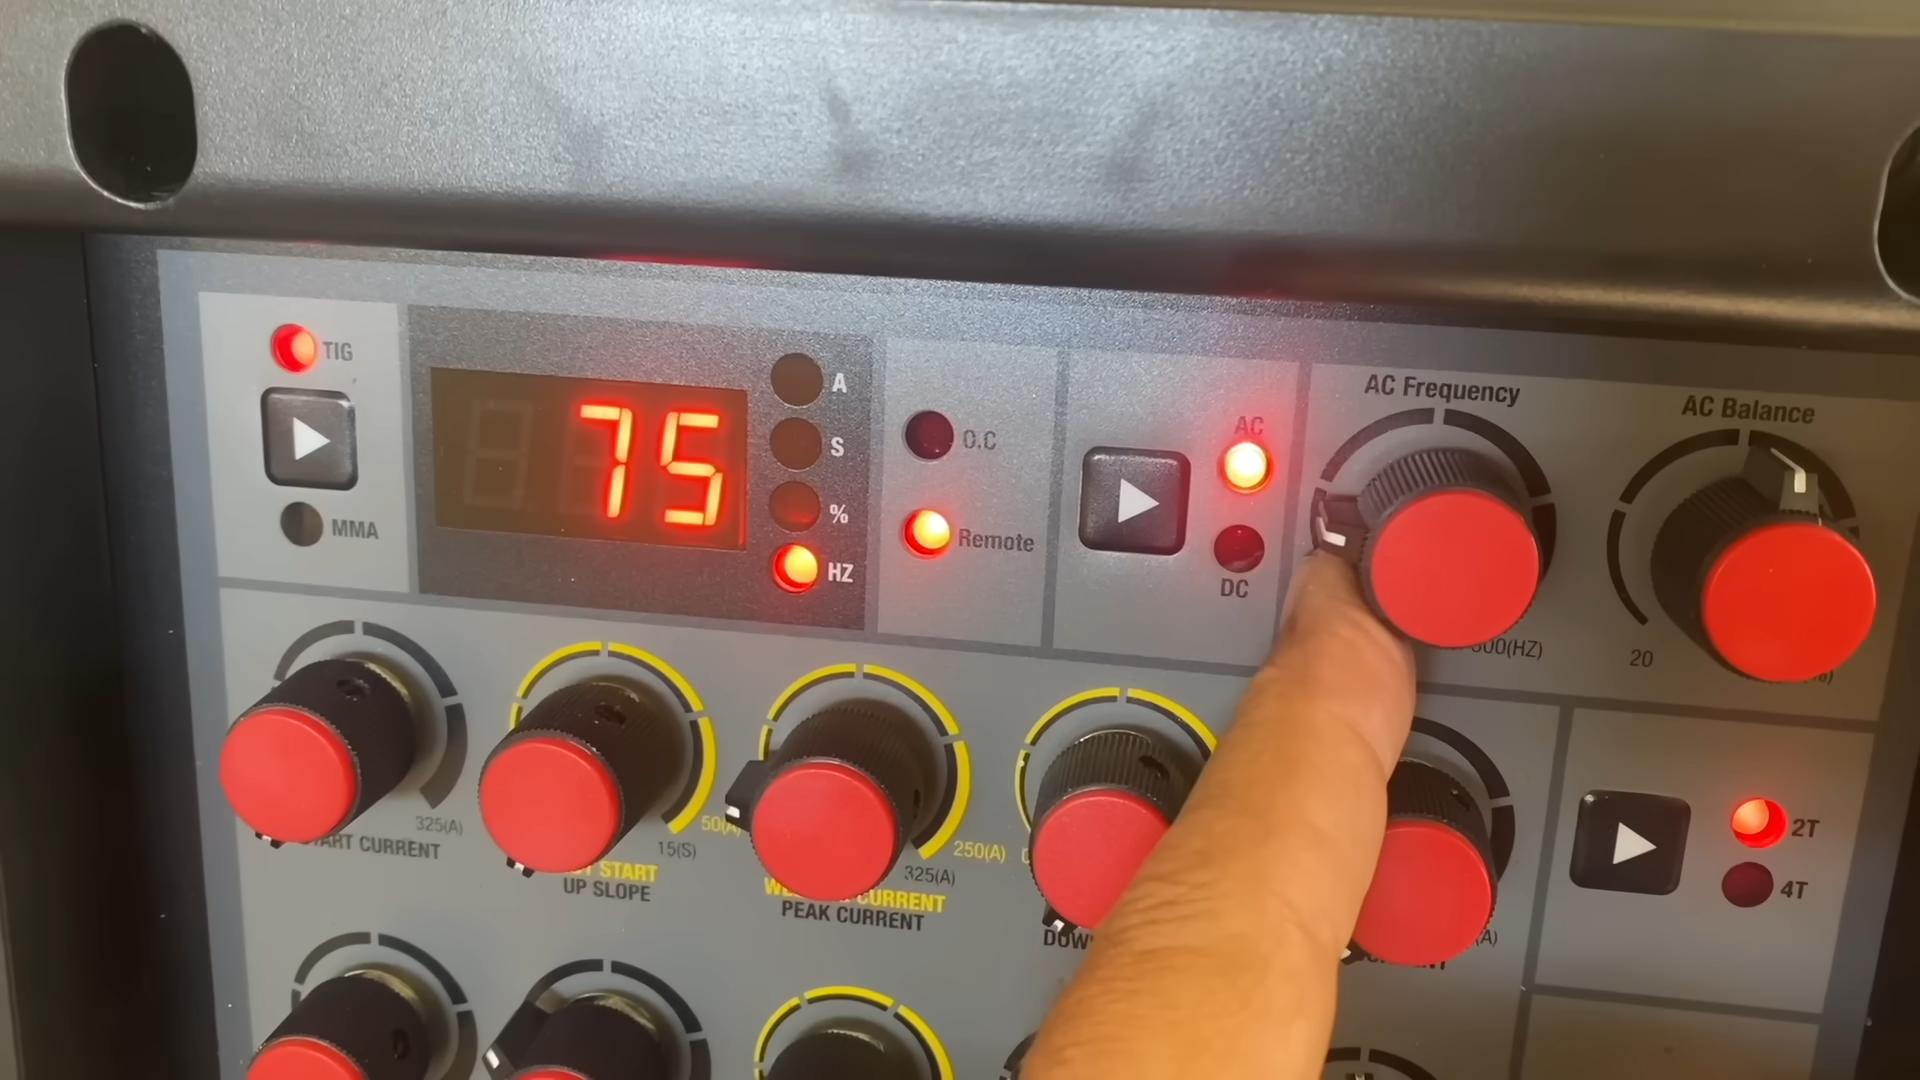 TIG
MMA
75
A
S
%
HZ
O.C
Remote
AC
DC
AC Frequency
AC Balance
20
325(A)
CURRENT
50(A)
15(S)
START
UP SLOPE
250(A)
325(A)
CURRENT
PEAK CURRENT
2T
4T